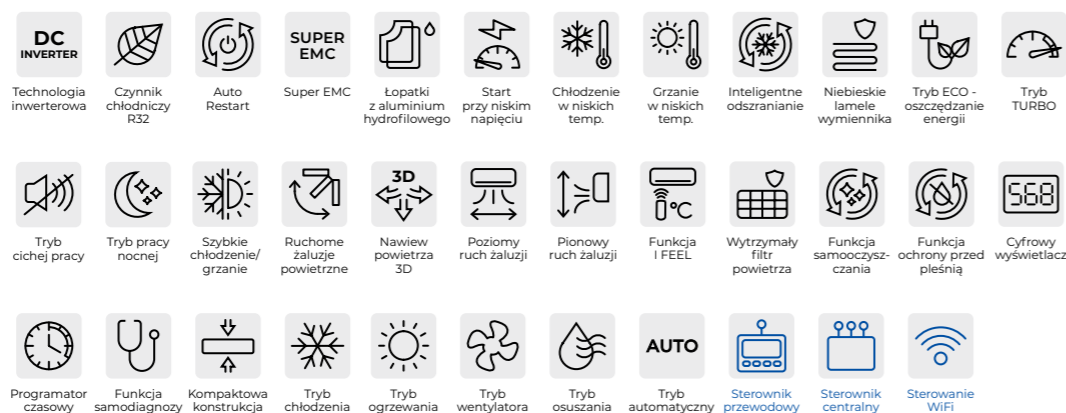 DC
INVERTER
Technologia
inwerterowa
Czynnik
chłodniczy
R32
Auto
Restart
SUPER
EMC
Super EMC
Łopatki
z aluminium
hydrofilowego
Start
przy niskim
napięciu
Chłodzenie
w niskich
temp.
Grzanie
w niskich
temp.
Inteligentne
odszranianie
Niebieskie
lamele
wymiennika
Tryb ECO -
oszczędzanie
energii
Tryb
TURBO
Tryb
cichej pracy
Tryb pracy
nocnej
Szybkie
chłodzenie/
grzanie
Ruchome
żaluzje
powietrzne
3D
Nawiew
powietrza
3D
Poziomy
ruch żaluzji
Pionowy
ruch żaluzji
°C
Funkcja
I FEEL
Wytrzymały
filtr
powietrza
Funkcja
samooczysz-
czania
Funkcja
ochrony przed
pleśnią
568
Cyfrowy
wyświetlacz
Programator
czasowy
Funkcja
samodiagnozy
Kompaktowa
konstrukcja
Tryb
chłodzenia
Tryb
ogrzewania
Tryb
wentylatora
Tryb
osuszania
AUTO
Tryb
automatyczny
Sterownik
przewodowy
Sterownik
centralny
Sterowanie
WiFi